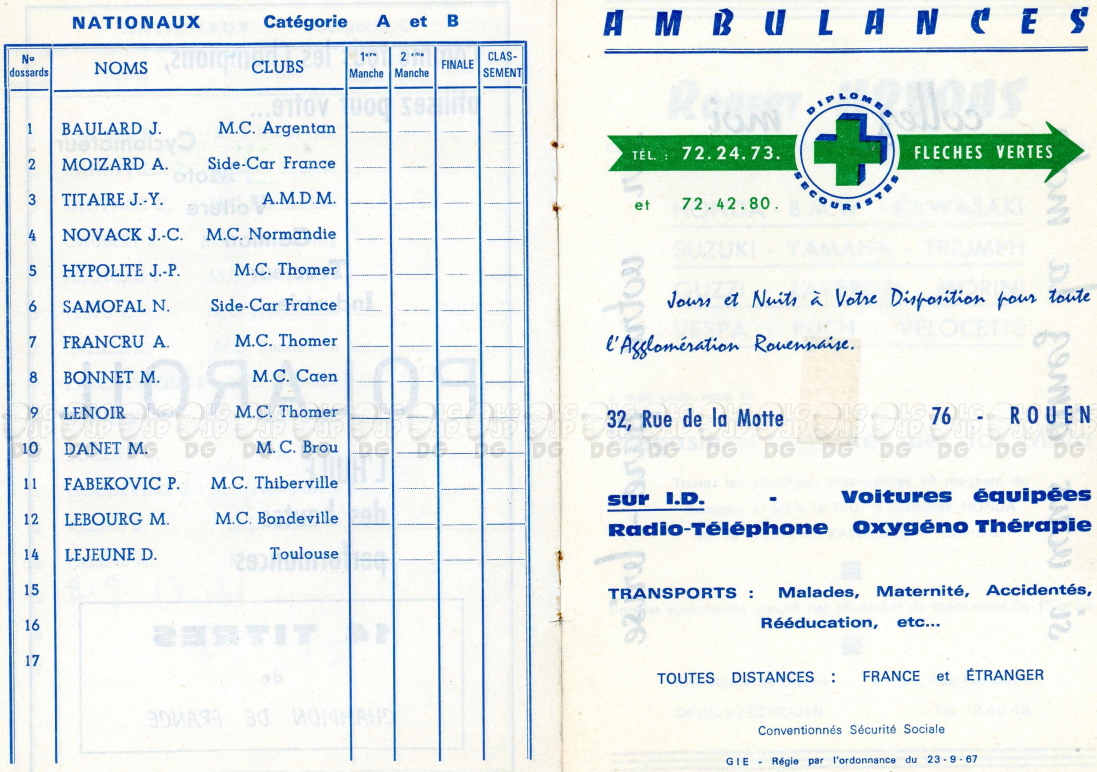 NATIONAUX Catégorie A et B
No dossards NOMS CLUBS 1ère Manche 2ème Manche FINALE CLAS-SEMENT
1 BAULARD J. M.C. Argentan
2 MOIZARD A. Side-Car France
3 TITAIRE J.-Y. A.M.D M.
4 NOVACK J.-C. M.C. Normandie
5 HYPOLITE J.-P. M.C. Thomer
6 SAMOFAL N. Side-Car France
7 FRANCRU A. M.C. Thomer
8 BONNET M. M.C. Caen
9 LENOIR M.C. Thomer
10 DANET M. M.C. Brou
11 FABEKOVIC P. M.C. Thiberville
12 LEBOURG M. M.C. Bondeville
14 LEJEUNE D. Toulouse
15
16
17
AMBULANCES
DIPLOMES
TÉL. : 72.24.73. FLECHES VERTES
SECOURISTES
et 72.42.80.
Jours et Nuits à Votre Disposition pour toute
l'Agglomération Rouennaise.
32, Rue de la Motte 76 - ROUEN
sur I.D. - Voitures équipées
Radio-Téléphone Oxygéno Thérapie
TRANSPORTS : Malades, Maternité, Accidentés,
Rééducation, etc...
TOUTES DISTANCES : FRANCE et ÉTRANGER
Conventionnés Sécurité Sociale
GIE - Régie par l'ordonnance du 23-9-67